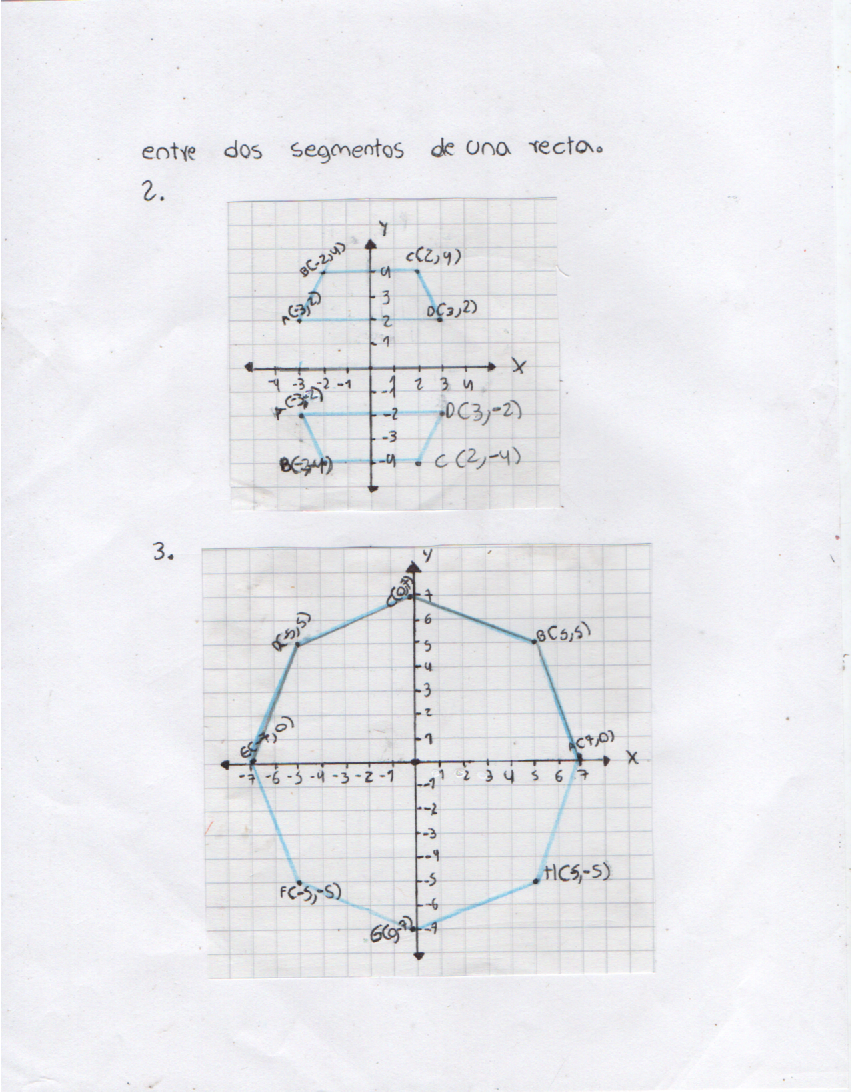 entre dos segmentos de una recta.
2.
Y
B(-2,4) C(2,4)
4
3
A(-3,2) D(3,2)
2
1
X
-4 -3 -2 -1 1 2 3 4
-1
A(-3,-2) -2 D(3,-2)
-3
B(-2,-4) -4 C(2,-4)
3.
Y
C(0,7) 7
6
D(-5,5) 5 B(5,5)
4
3
2
E(-7,0) 1 A(7,0)
X
-7 -6 -5 -4 -3 -2 -1 1 2 3 4 5 6 7
-1
-2
-3
-4
-5 H(5,-5)
F(-5,-5)
-6
G(0,-7) -7